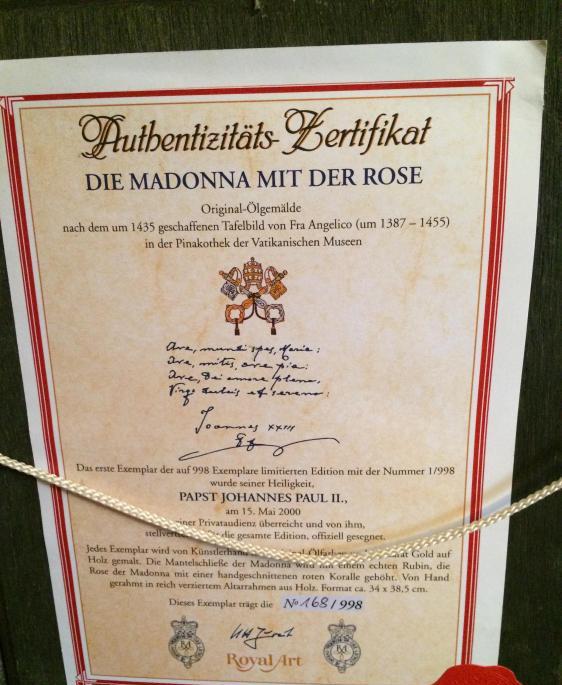 Authentizitäts-Zertifikat
DIE MADONNA MIT DER ROSE
Original-Ölgemälde
nach dem um 1435 geschaffenen Tafelbild von Fra Angelico (um 1387 – 1455)
in der Pinakothek der Vatikanischen Museen
Ave, mundi spes, Maria:
Ave, mitis, ave pia:
Ave, Dei amore plena,
Virgo dulcis et serena:
Joannes XXIII
Das erste Exemplar der auf 998 Exemplare limitierten Edition mit der Nummer 1/998
wurde seiner Heiligkeit,
PAPST JOHANNES PAUL II.,
am 15. Mai 2000
Privataudienz überreicht und von ihm,
die gesamte Edition, offiziell gesegnet.
Jedes Exemplar wird von Künstlerhand Gold auf
Holz gemalt. Die Mantelschließe der Madonna wird mit einem echten Rubin, die
Rose der Madonna mit einer handgeschnittenen roten Koralle gehöht. Von Hand
gerahmt in reich verziertem Altarrahmen aus Holz. Format ca. 34 x 38,5 cm.
Dieses Exemplar trägt die No 168/998
Royal Art